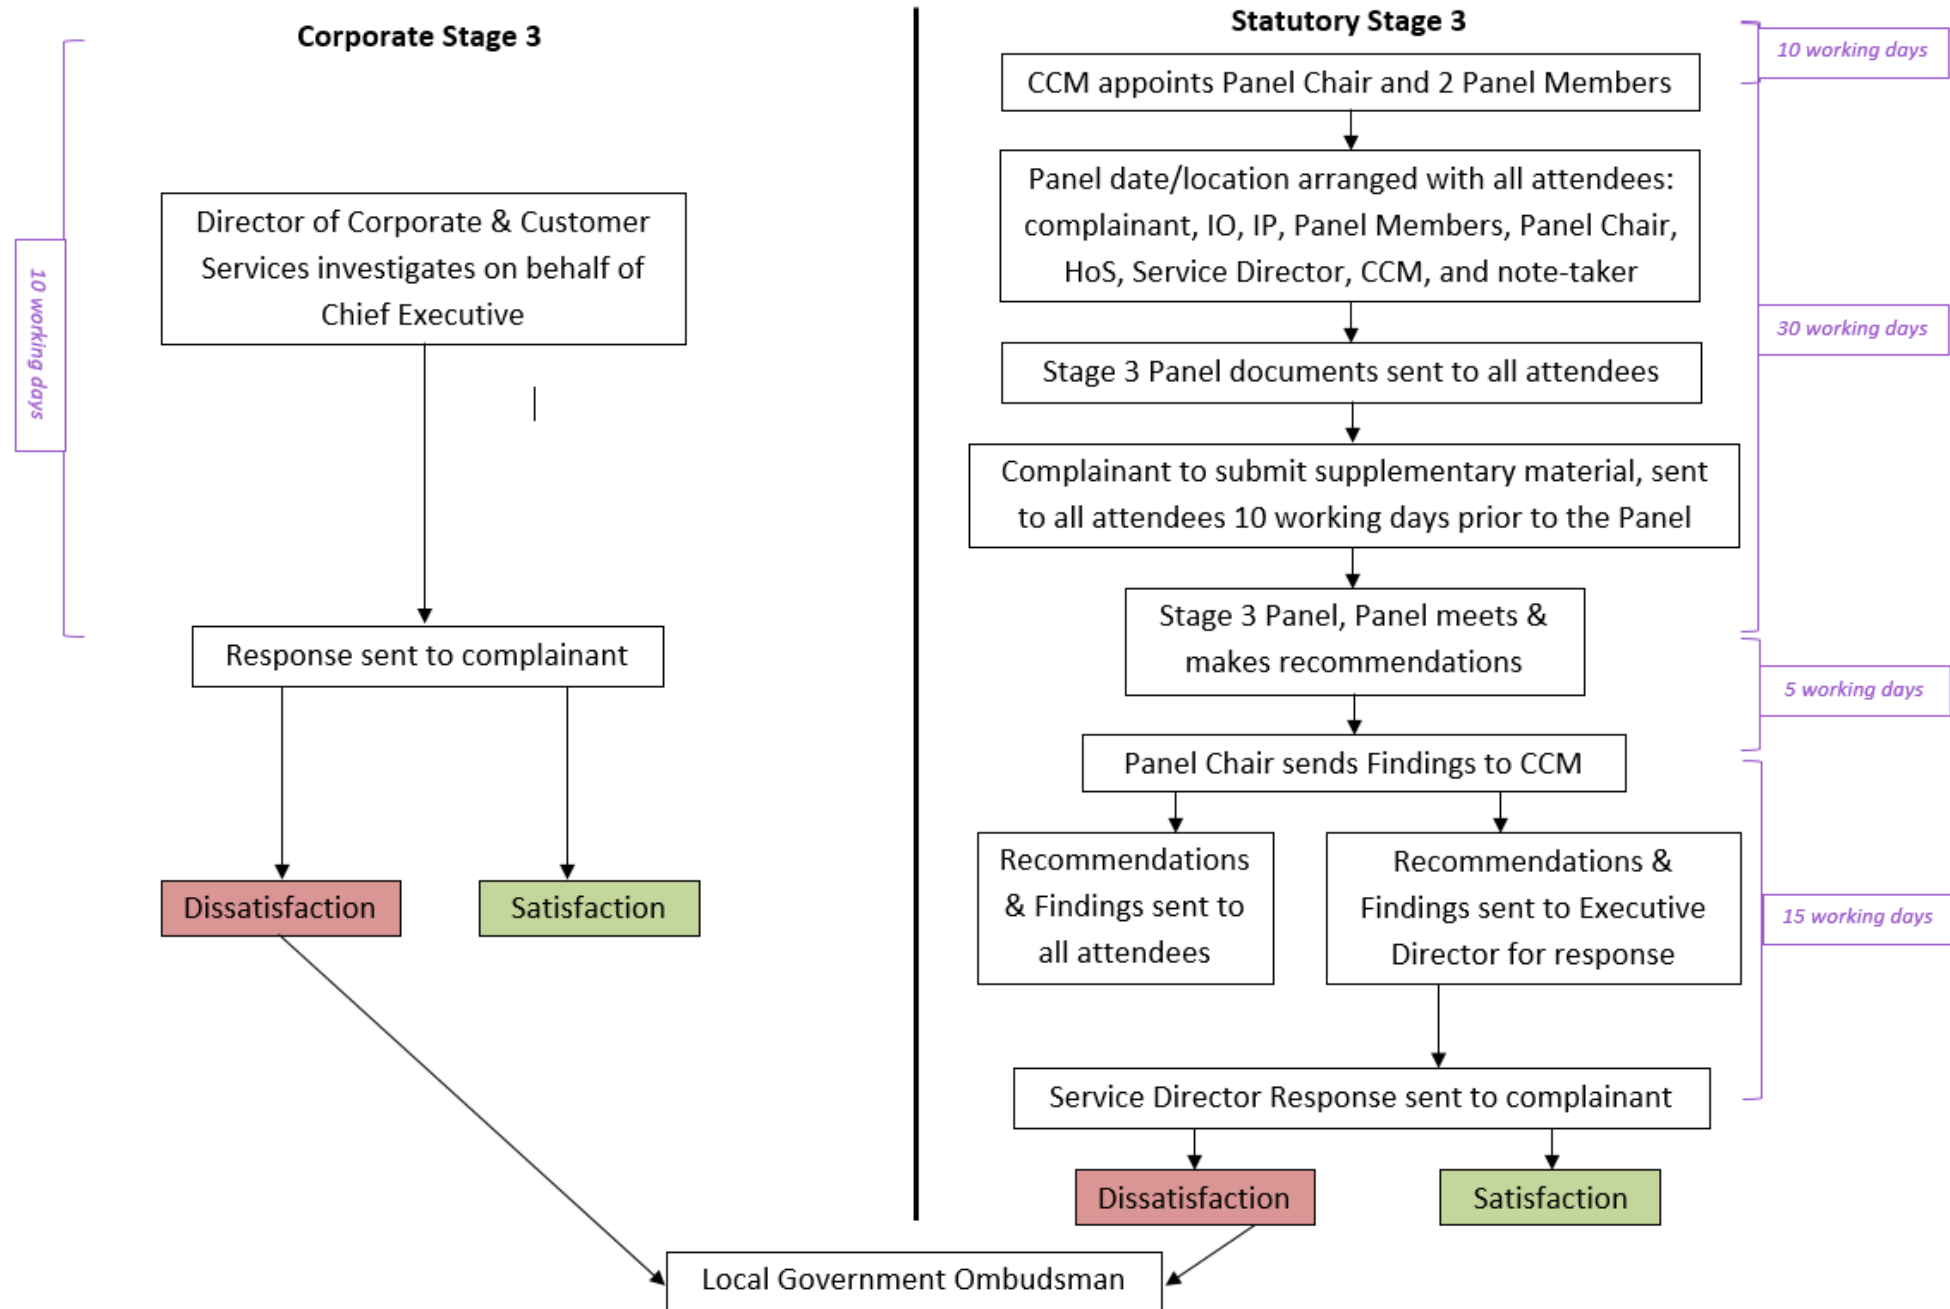 Corporate Stage 3
10 working days
Director of Corporate & Customer
Services investigates on behalf of
Chief Executive
Response sent to complainant
Dissatisfaction
Satisfaction
Statutory Stage 3
10 working days
CCM appoints Panel Chair and 2 Panel Members
Panel date/location arranged with all attendees:
complainant, IO, IP, Panel Members, Panel Chair,
HoS, Service Director, CCM, and note-taker
30 working days
Stage 3 Panel documents sent to all attendees
Complainant to submit supplementary material, sent
to all attendees 10 working days prior to the Panel
Stage 3 Panel, Panel meets &
makes recommendations
5 working days
Panel Chair sends Findings to CCM
Recommendations
& Findings sent to
all attendees
Recommendations &
Findings sent to Executive
Director for response
15 working days
Service Director Response sent to complainant
Dissatisfaction
Satisfaction
Local Government Ombudsman